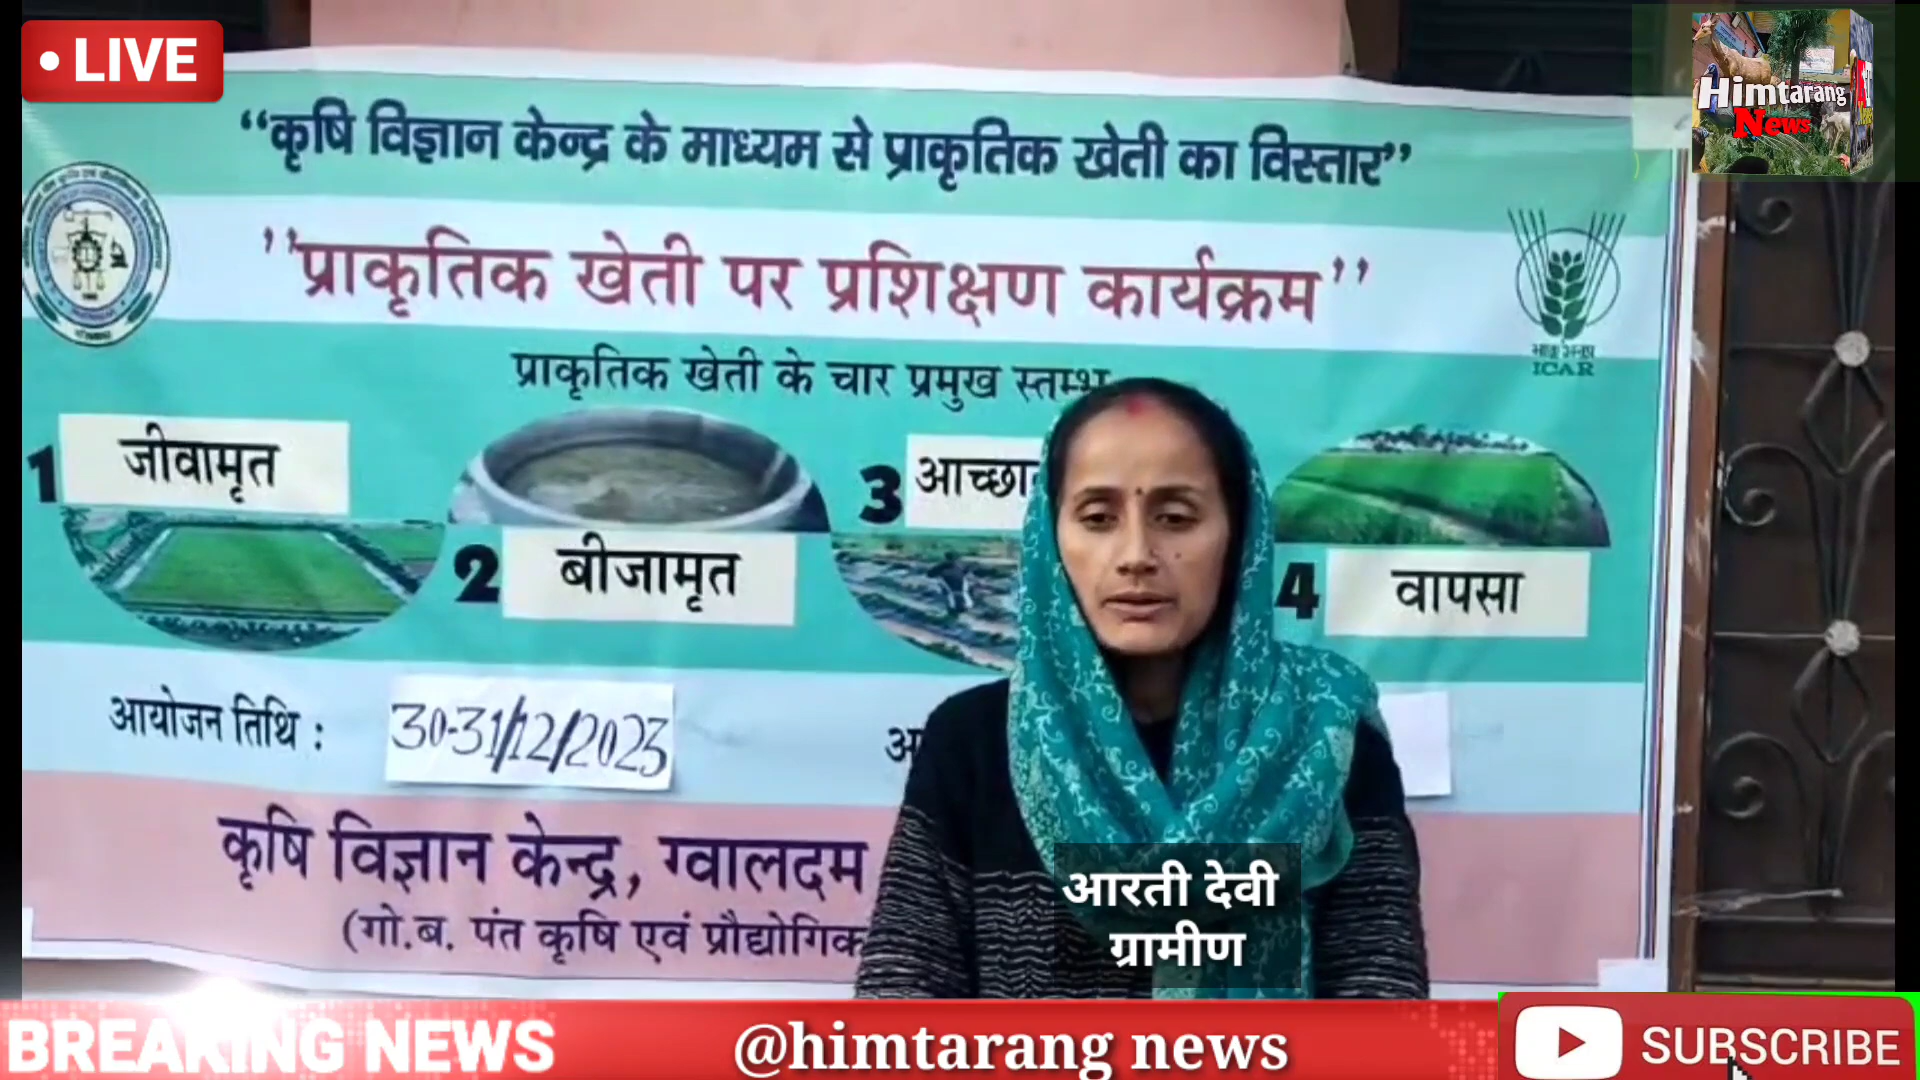 • LIVE
Himtarang
News
“कृषि विज्ञान केन्द्र के माध्यम से प्राकृतिक खेती का विस्तार”
’’प्राकृतिक खेती पर प्रशिक्षण कार्यक्रम’’
ICAR
प्राकृतिक खेती के चार प्रमुख स्तम्भ
1 जीवामृत
2 बीजामृत
3
4 वापसा
आयोजन तिथि : 30-31/12/2023
कृषि विज्ञान केन्द्र, ग्वालदम
(गो.ब. पंत कृषि एवं
आरती देवी
ग्रामीण
BREAKING NEWS
@himtarang news
SUBSCRIBE